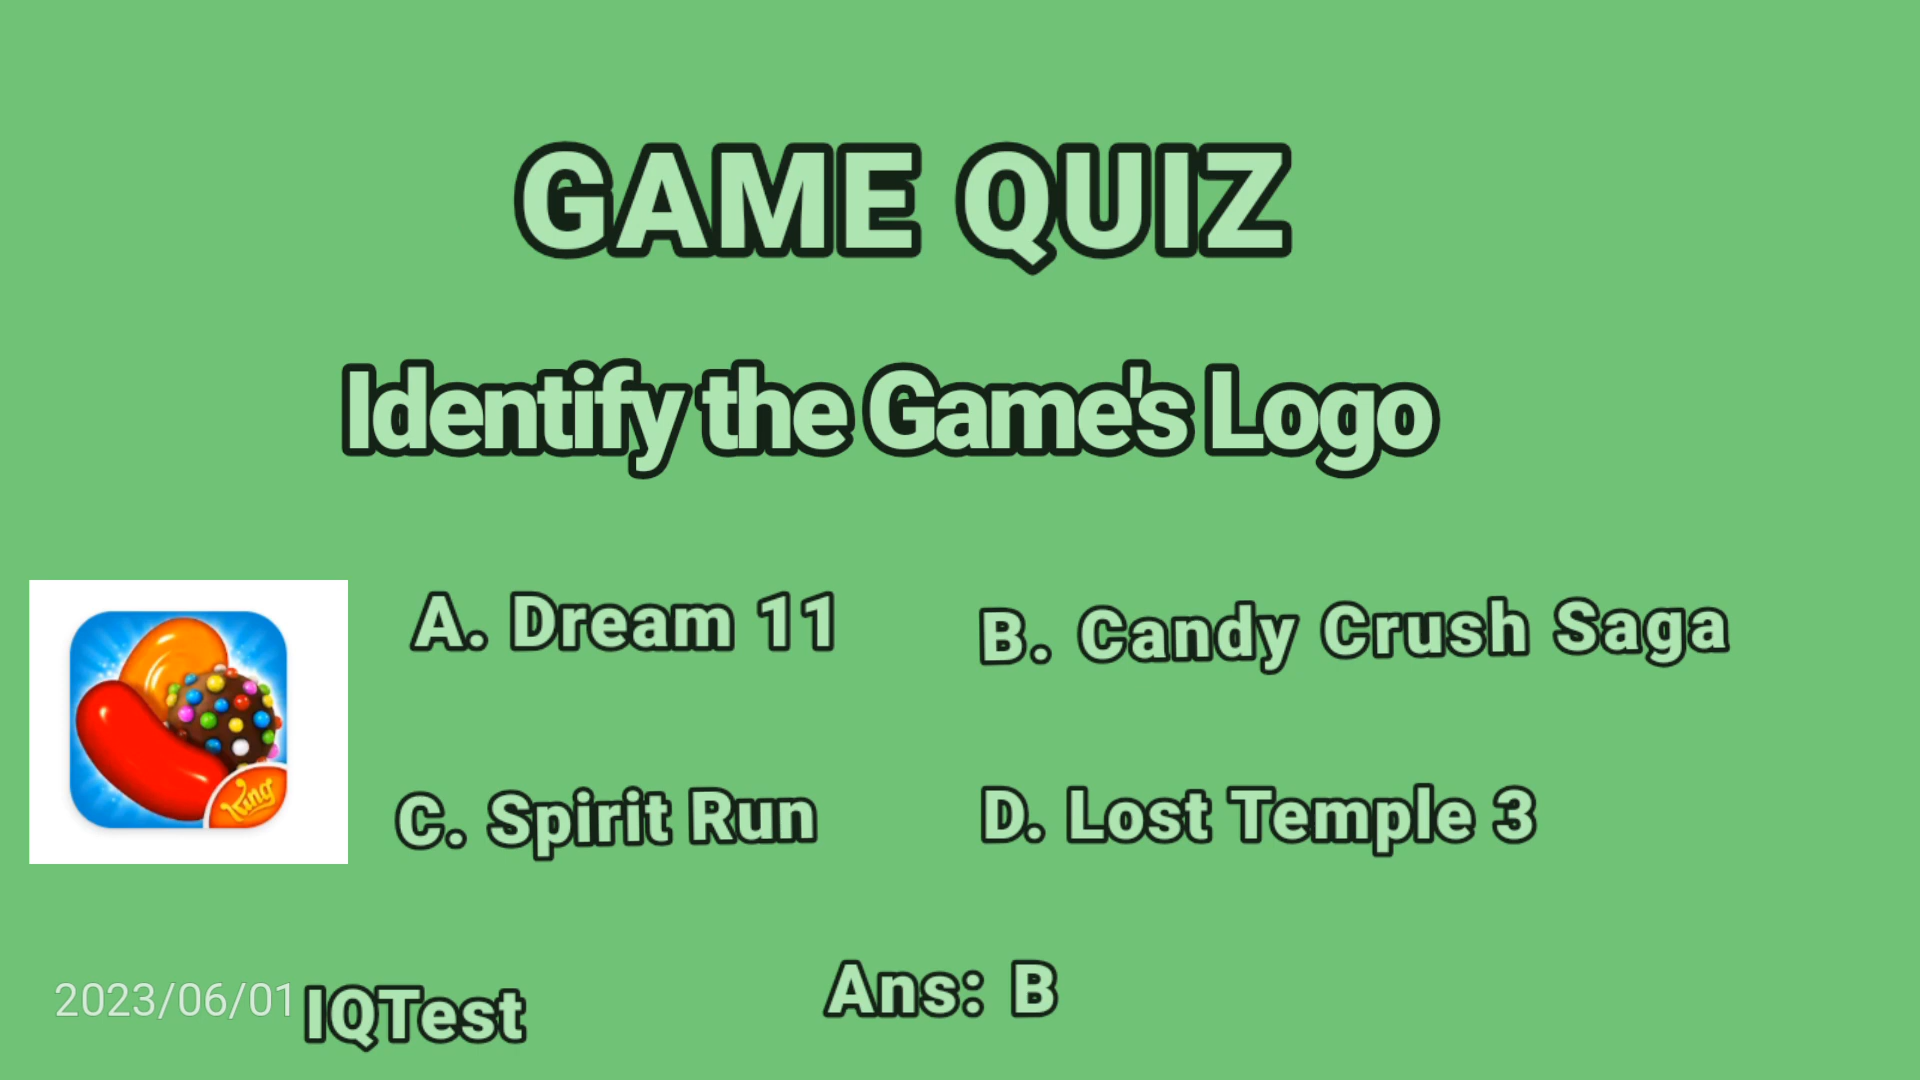 GAME QUIZ
Identify the Game's Logo
A. Dream 11
B. Candy Crush Saga
King
C. Spirit Run
D. Lost Temple 3
Ans: B
2023/06/01
IQTest